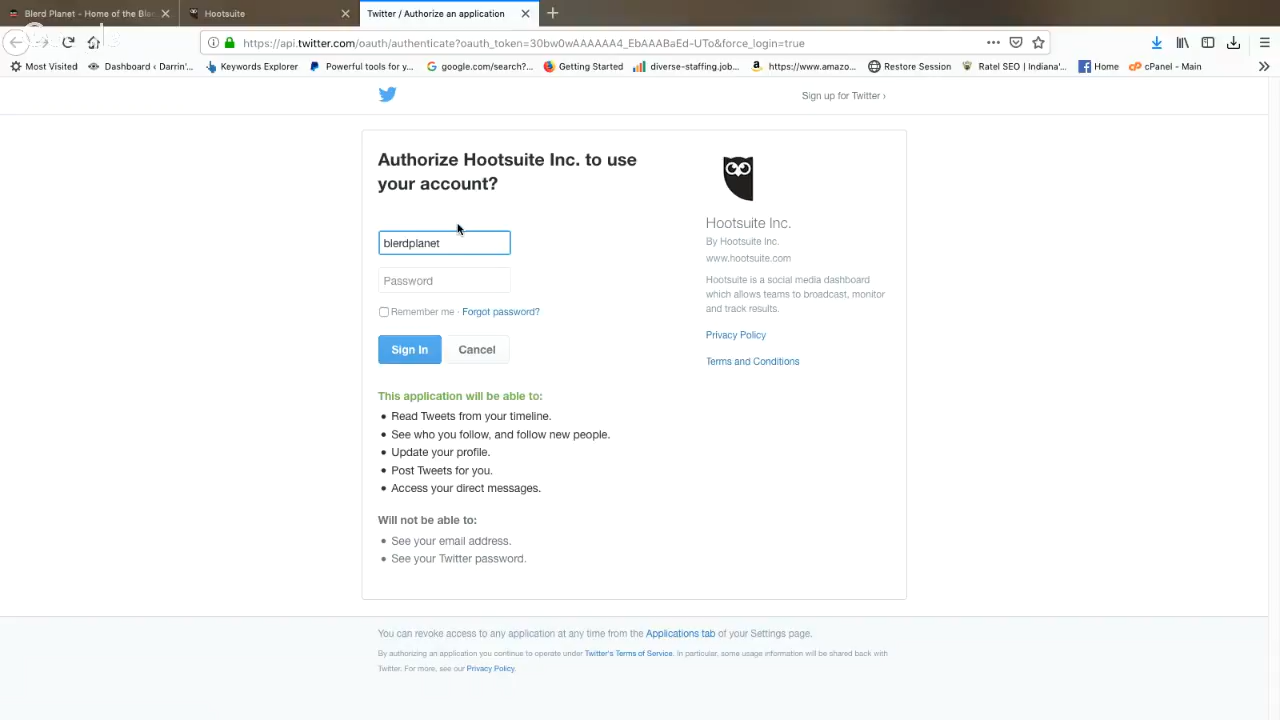 Blerd Planet - Home of the Bler
Hootsuite
Twitter / Authorize an application
https://api.twitter.com/oauth/authenticate?oauth_token=30bw0wAAAAAA4_EbAAABaEd-UTo&force_login=true
Most Visited
Dashboard ‹ Darrin'...
Keywords Explorer
Powerful tools for y...
google.com/search?...
Getting Started
diverse-staffing.job...
https://www.amazo...
Restore Session
Ratel SEO | Indiana'...
Home
cPanel - Main
Sign up for Twitter ›
Authorize Hootsuite Inc. to use
your account?
blerdplanet
Password
Remember me · Forgot password?
Sign In
Cancel
This application will be able to:
• Read Tweets from your timeline.
• See who you follow, and follow new people.
• Update your profile.
• Post Tweets for you.
• Access your direct messages.
Will not be able to:
• See your email address.
• See your Twitter password.
Hootsuite Inc.
By Hootsuite Inc.
www.hootsuite.com
Hootsuite is a social media dashboard
which allows teams to broadcast, monitor
and track results.
Privacy Policy
Terms and Conditions
You can revoke access to any application at any time from the Applications tab of your Settings page.
By authorizing an application you continue to operate under Twitter's Terms of Service. In particular, some usage information will be shared back with
Twitter. For more, see our Privacy Policy.